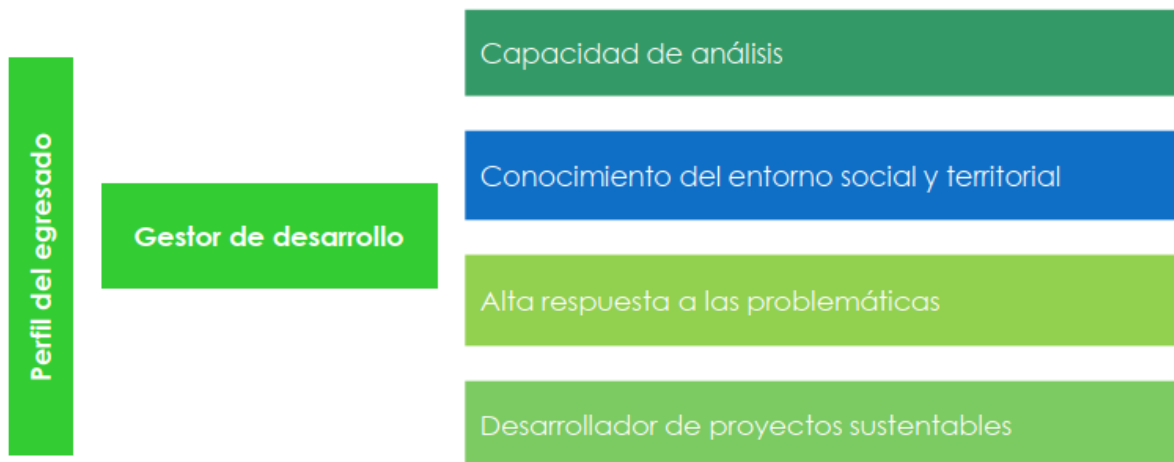 Perfil del egresado
Gestor de desarrollo
Capacidad de análisis
Conocimiento del entorno social y territorial
Alta respuesta a las problemáticas
Desarrollador de proyectos sustentables